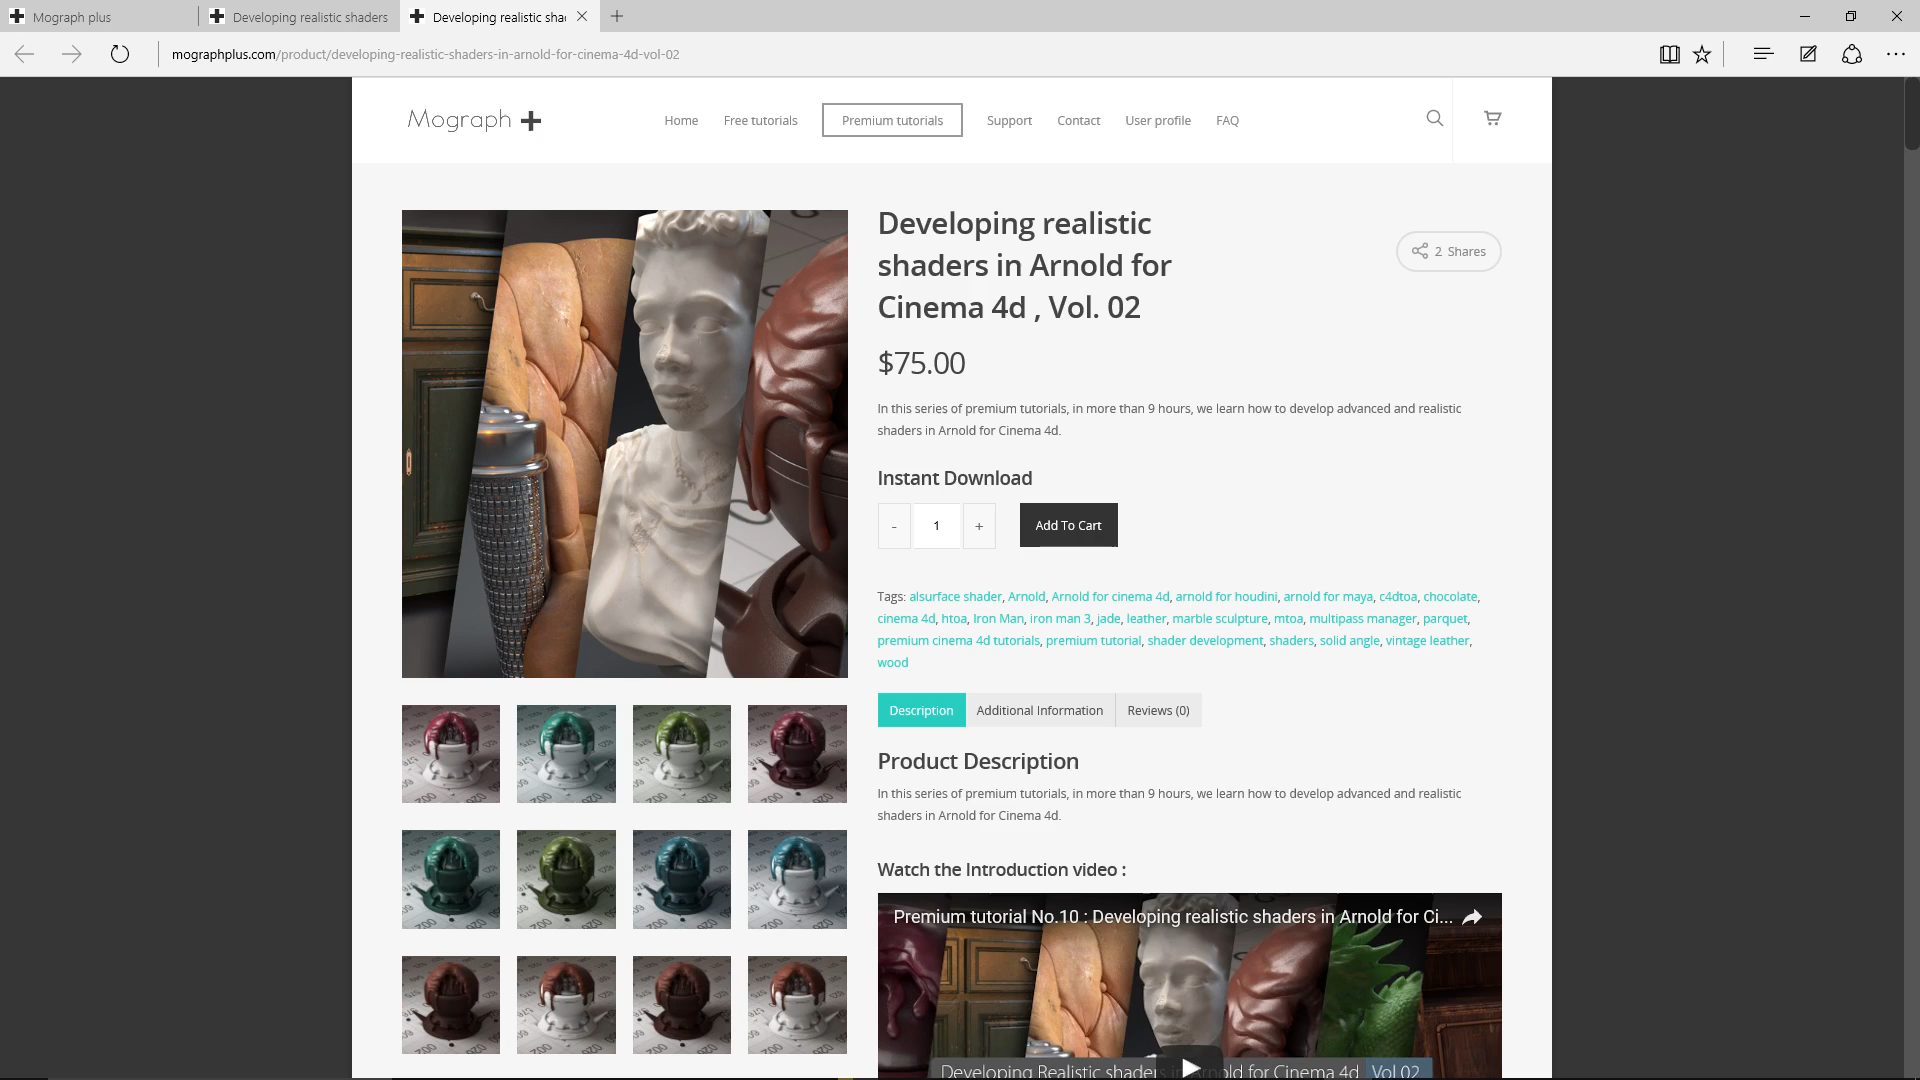 Mograph plus
Developing realistic shaders
Developing realistic sha
mographplus.com/product/developing-realistic-shaders-in-arnold-for-cinema-4d-vol-02
Mograph
Home
Free tutorials
Premium tutorials
Support
Contact
User profile
FAQ
Developing realistic
shaders in Arnold for
Cinema 4d , Vol. 02
2 Shares
$75.00
In this series of premium tutorials, in more than 9 hours, we learn how to develop advanced and realistic
shaders in Arnold for Cinema 4d.
Instant Download
- 1 +
Add To Cart
Tags: alsurface shader, Arnold, Arnold for cinema 4d, arnold for houdini, arnold for maya, c4dtoa, chocolate,
cinema 4d, htoa, Iron Man, iron man 3, jade, leather, marble sculpture, mtoa, multipass manager, parquet,
premium cinema 4d tutorials, premium tutorial, shader development, shaders, solid angle, vintage leather,
wood
Description
Additional Information
Reviews (0)
Product Description
In this series of premium tutorials, in more than 9 hours, we learn how to develop advanced and realistic
shaders in Arnold for Cinema 4d.
Watch the Introduction video :
Premium tutorial No.10 : Developing realistic shaders in Arnold for Ci...
Developing Realistic shaders in Arnold for Cinema 4d Vol 02